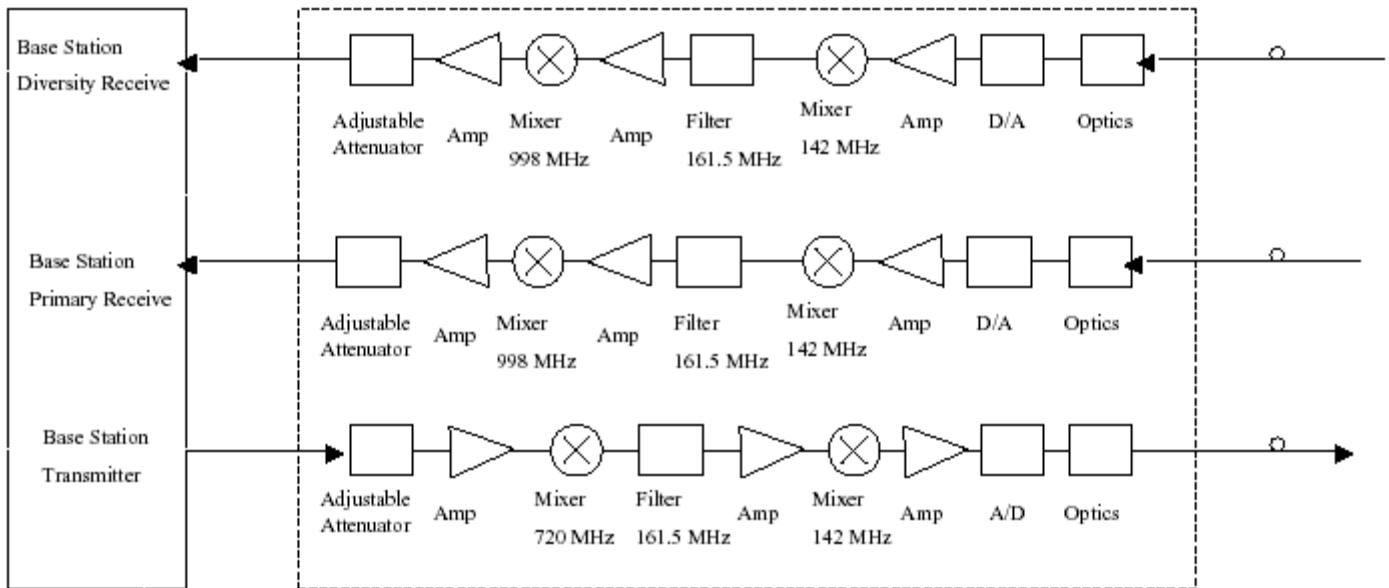 Base Station
Diversity Receive
Adjustable
Attenuator
Amp
Mixer
998 MHz
Amp
Filter
161.5 MHz
Mixer
142 MHz
Amp
D/A
Optics
Base Station
Primary Receive
Adjustable
Attenuator
Amp
Mixer
998 MHz
Amp
Filter
161.5 MHz
Mixer
142 MHz
Amp
D/A
Optics
Base Station
Transmitter
Adjustable
Attenuator
Amp
Mixer
720 MHz
Filter
161.5 MHz
Amp
Mixer
142 MHz
Amp
A/D
Optics